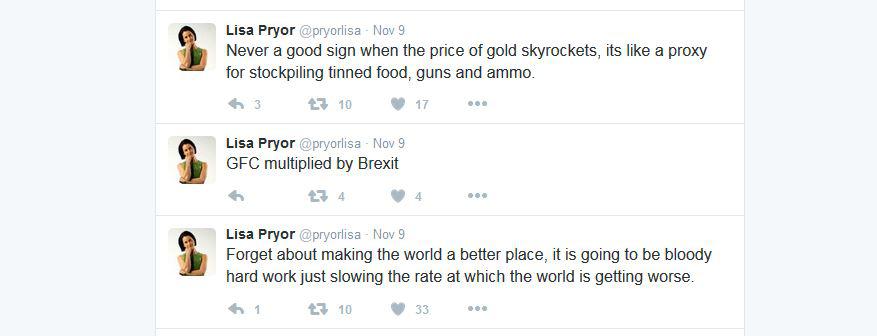 Lisa Pryor @pryorlisa · Nov 9
Never a good sign when the price of gold skyrockets, its like a proxy
for stockpiling tinned food, guns and ammo.
3 10 17
Lisa Pryor @pryorlisa · Nov 9
GFC multiplied by Brexit
4 4
Lisa Pryor @pryorlisa · Nov 9
Forget about making the world a better place, it is going to be bloody
hard work just slowing the rate at which the world is getting worse.
1 10 33